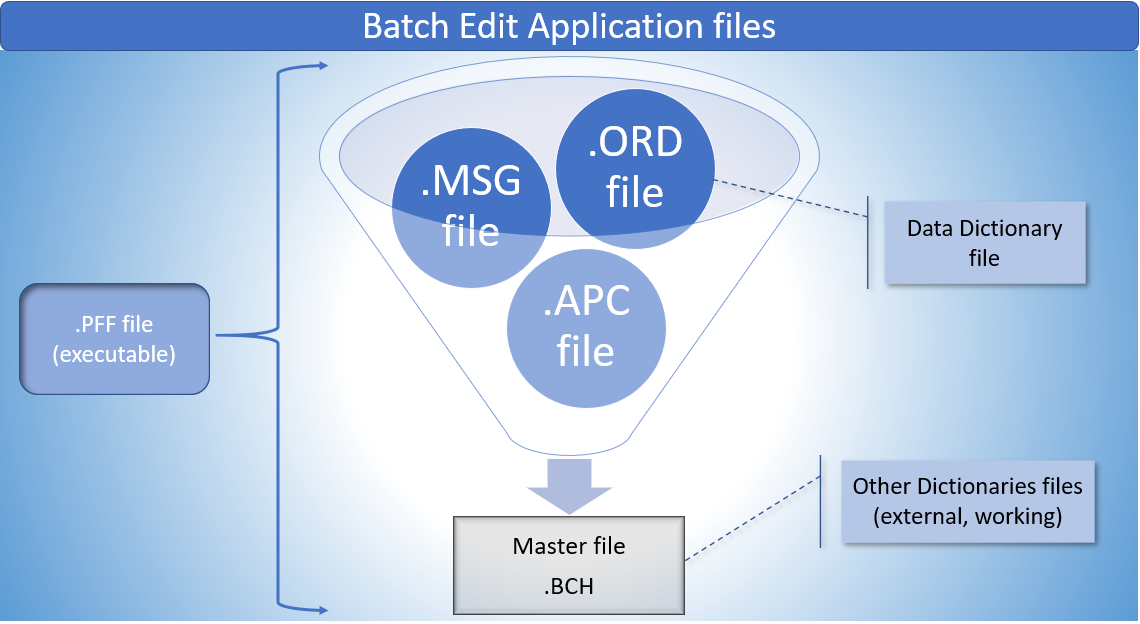 Batch Edit Application files
.MSG
file
.ORD
file
.APC
file
Data Dictionary
file
.PFF file
(executable)
Other Dictionaries files
(external, working)
Master file
.BCH